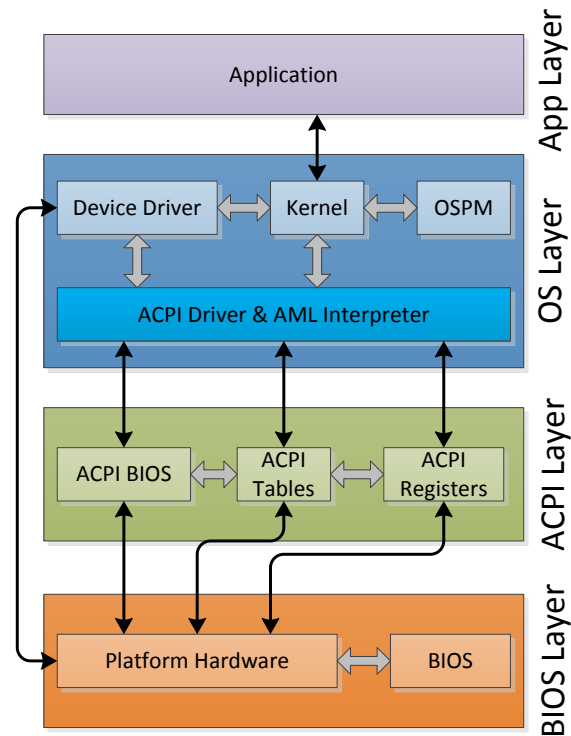 Application
App Layer
Device Driver
Kernel
OSPM
ACPI Driver & AML Interpreter
OS Layer
ACPI BIOS
ACPI
Tables
ACPI
Registers
ACPI Layer
Platform Hardware
BIOS
BIOS Layer